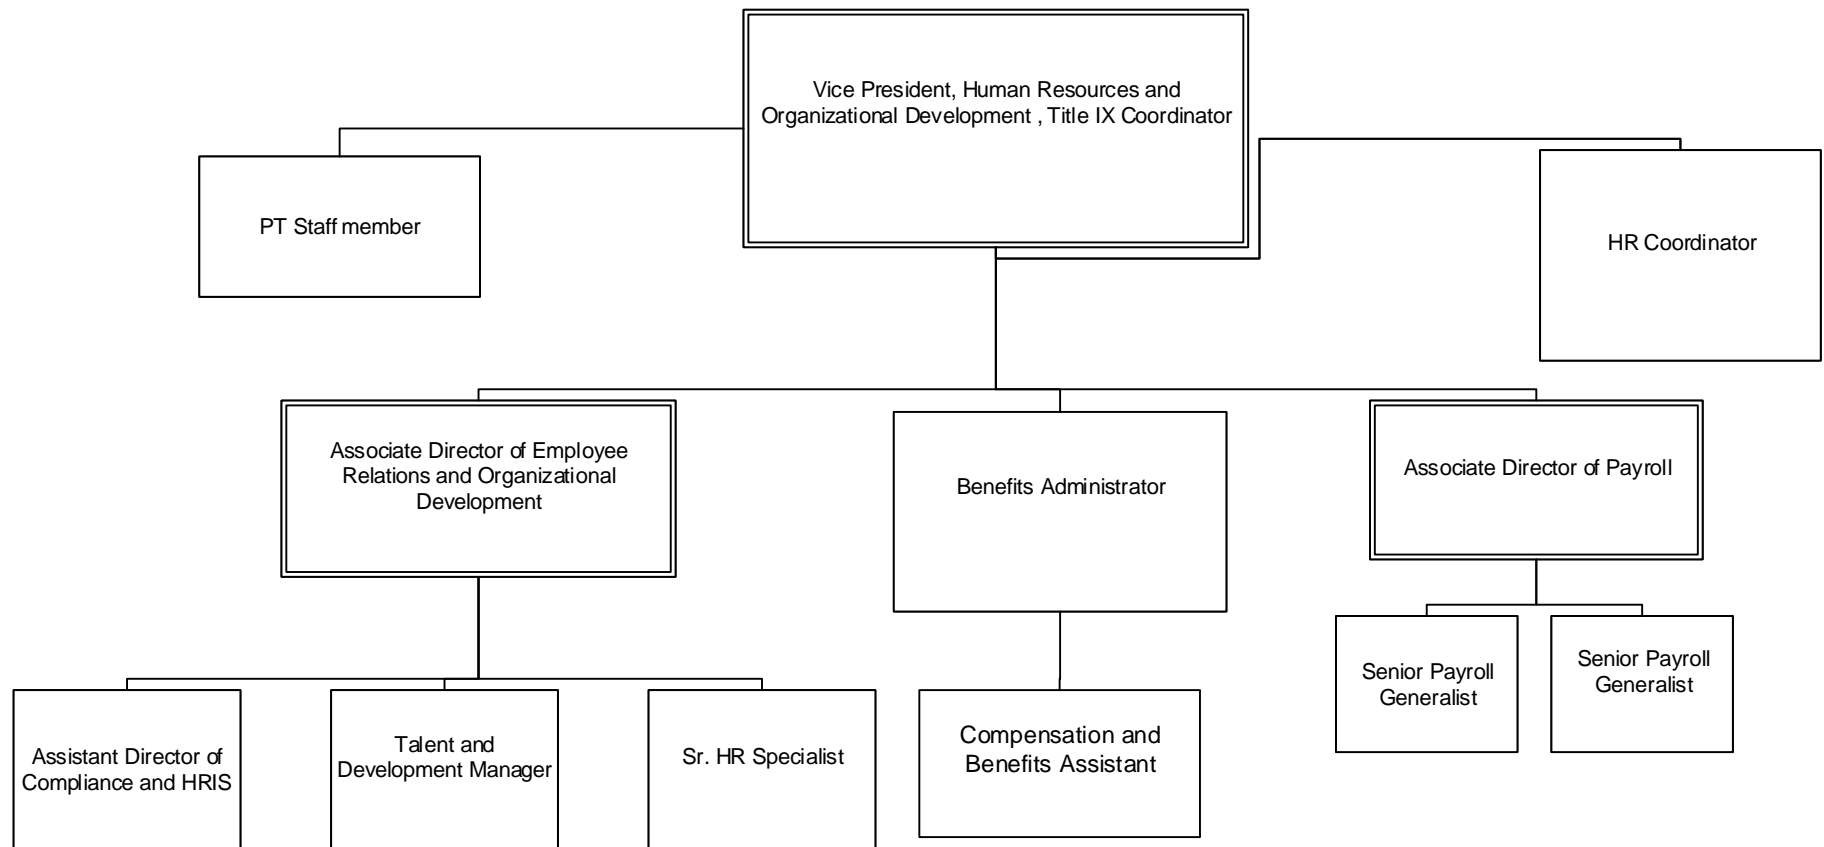 Vice President, Human Resources and
Organizational Development , Title IX Coordinator
PT Staff member
HR Coordinator
Associate Director of Employee
Relations and Organizational
Development
Benefits Administrator
Associate Director of Payroll
Assistant Director of
Compliance and HRIS
Talent and
Development Manager
Sr. HR Specialist
Compensation and
Benefits Assistant
Senior Payroll
Generalist
Senior Payroll
Generalist